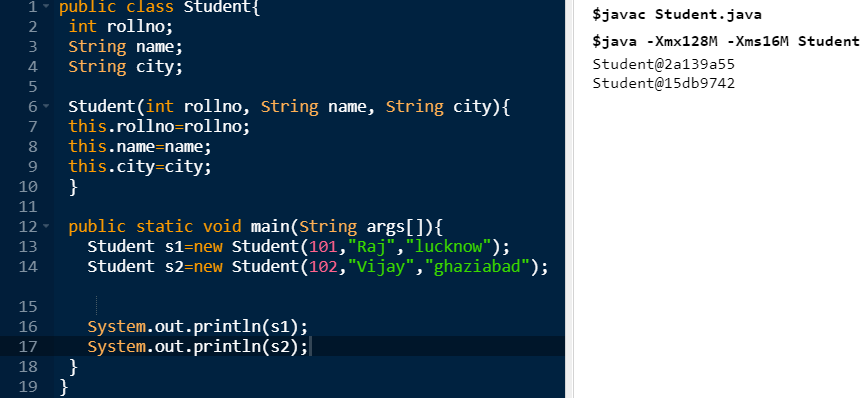 1 public class Student{
2 int rollno;
3 String name;
4 String city;
5
6 Student(int rollno, String name, String city){
7 this.rollno=rollno;
8 this.name=name;
9 this.city=city;
10 }
11
12 public static void main(String args[]){
13 Student s1=new Student(101,"Raj","lucknow");
14 Student s2=new Student(102,"Vijay","ghaziabad");
15
16 System.out.println(s1);
17 System.out.println(s2);
18 }
19 }
$javac Student.java
$java -Xmx128M -Xms16M Student
Student@2a139a55
Student@15db9742